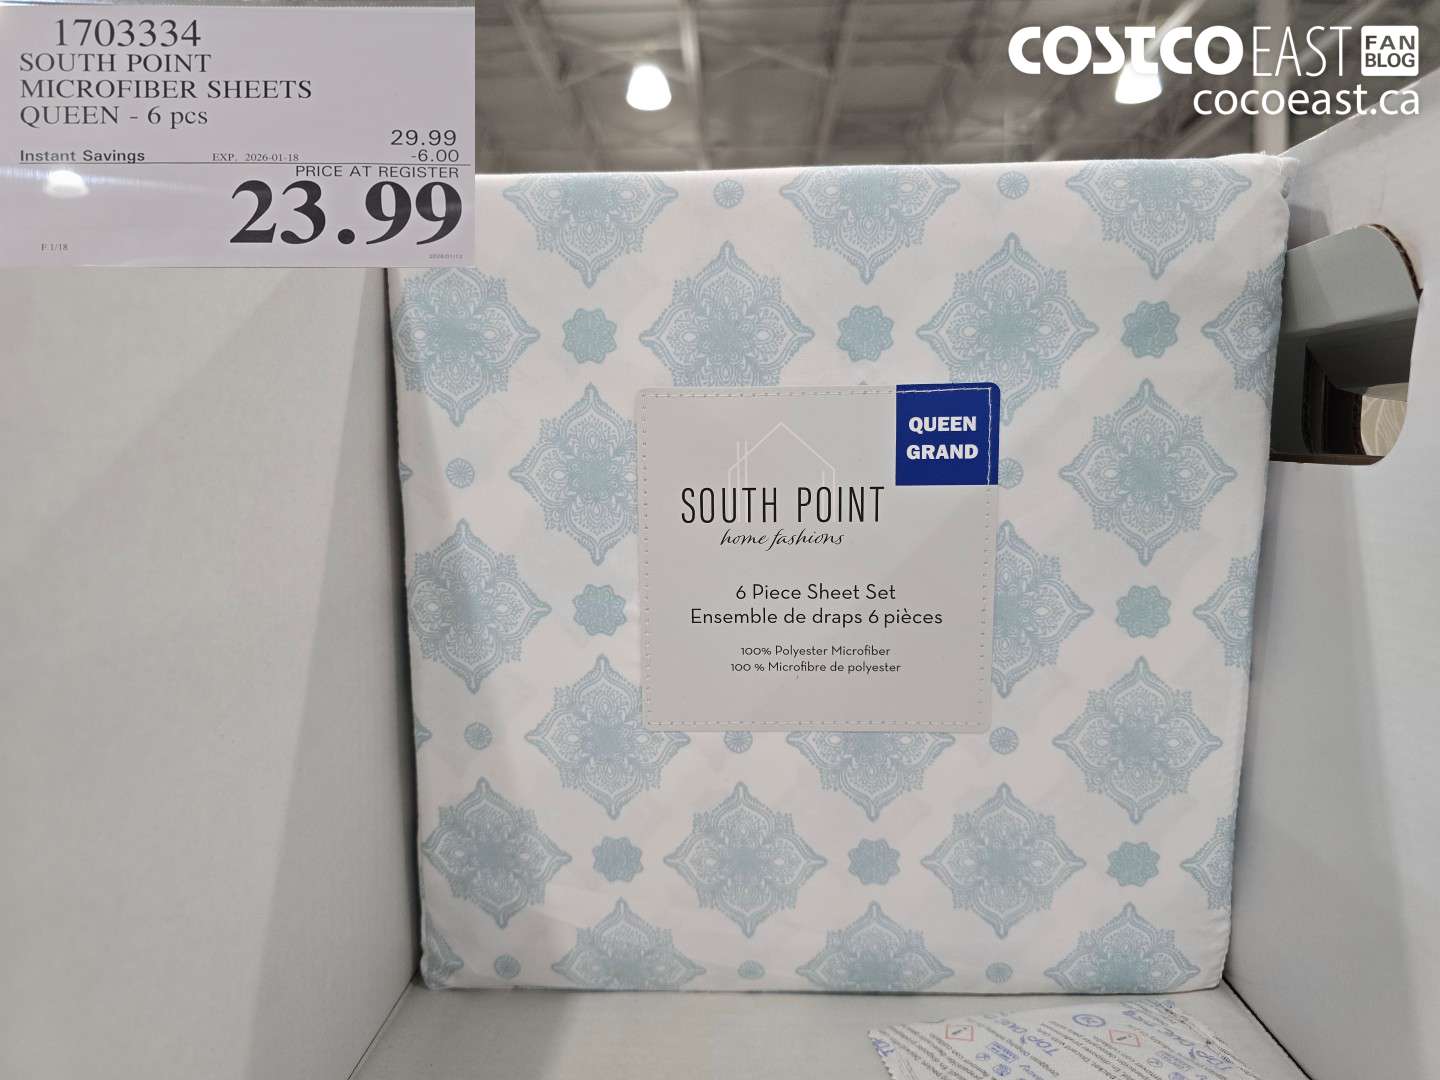 1703334
SOUTH POINT
MICROFIBER SHEETS
QUEEN - 6 pcs
29.99
Instant Savings EXP. 2026-01-18 -6.00
PRICE AT REGISTER
23.99
F.1/18
COSTCO EAST FAN BLOG
cocoeast.ca
QUEEN
GRAND
SOUTH POINT
home fashions
6 Piece Sheet Set
Ensemble de draps 6 pièces
100% Polyester Microfiber
100 % Microfibre de polyester